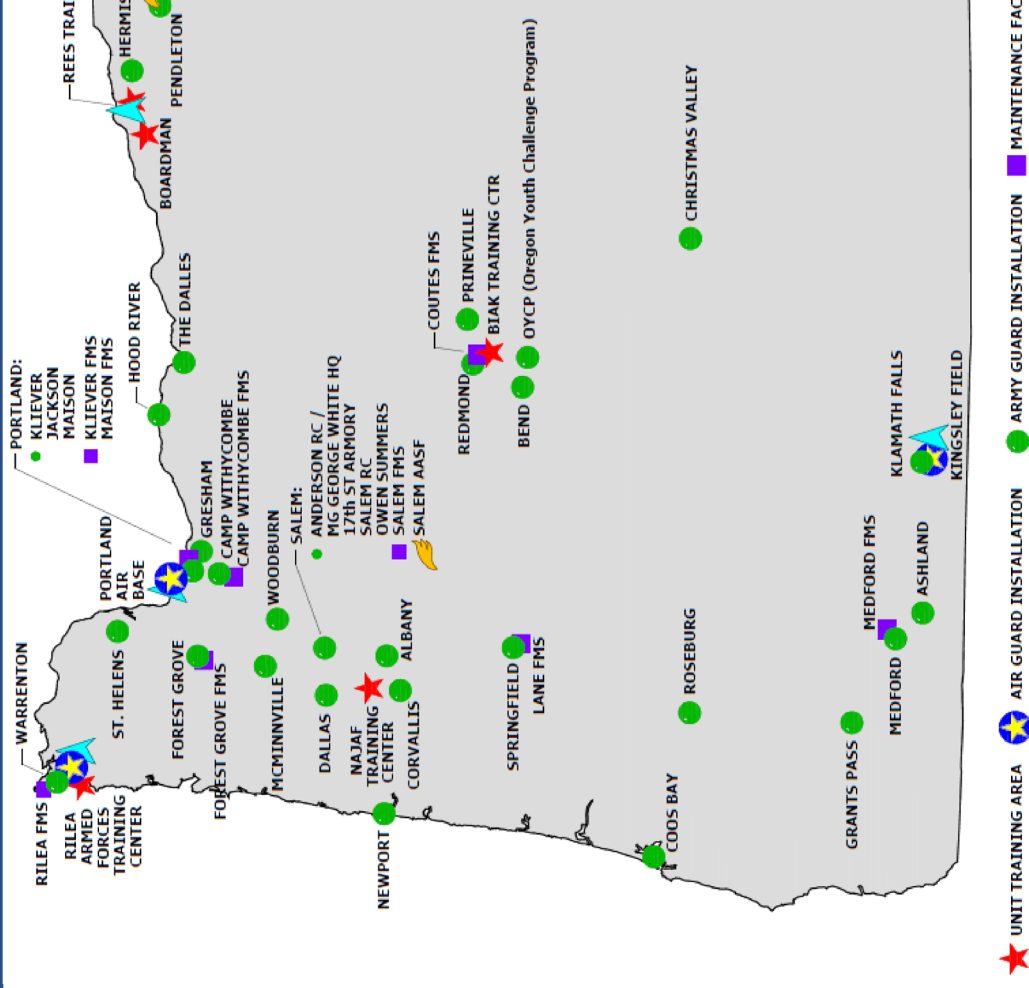 WARRENTON
RILEA FMS
RILEA
ARMED
FORCES
TRAINING
CENTER
ST. HELENS
PORTLAND
AIR
BASE
PORTLAND:
KLIEVER
JACKSON
MAISON
KLIEVER FMS
MAISON FMS
HOOD RIVER
THE DALLES
BOARDMAN
PENDLETON
GRESHAM
CAMP WITHYCOMBE
CAMP WITHYCOMBE FMS
FOREST GROVE
FOREST GROVE FMS
WOODBURN
MCMINNVILLE
SALEM:
ANDERSON RC /
MG GEORGE WHITE HQ
17th ST ARMORY
SALEM RC
OWEN SUMMERS
SALEM FMS
SALEM AASF
DALLAS
NAJAF
TRAINING
CENTER
ALBANY
CORVALLIS
NEWPORT
COUTES FMS
PRINEVILLE
REDMOND
BIAK TRAINING CTR
BEND
OYCP (Oregon Youth Challenge Program)
SPRINGFIELD
LANE FMS
CHRISTMAS VALLEY
ROSEBURG
COOS BAY
GRANTS PASS
MEDFORD FMS
MEDFORD
ASHLAND
KLAMATH FALLS
KINGSLEY FIELD
UNIT TRAINING AREA
AIR GUARD INSTALLATION
ARMY GUARD INSTALLATION
MAINTENANCE